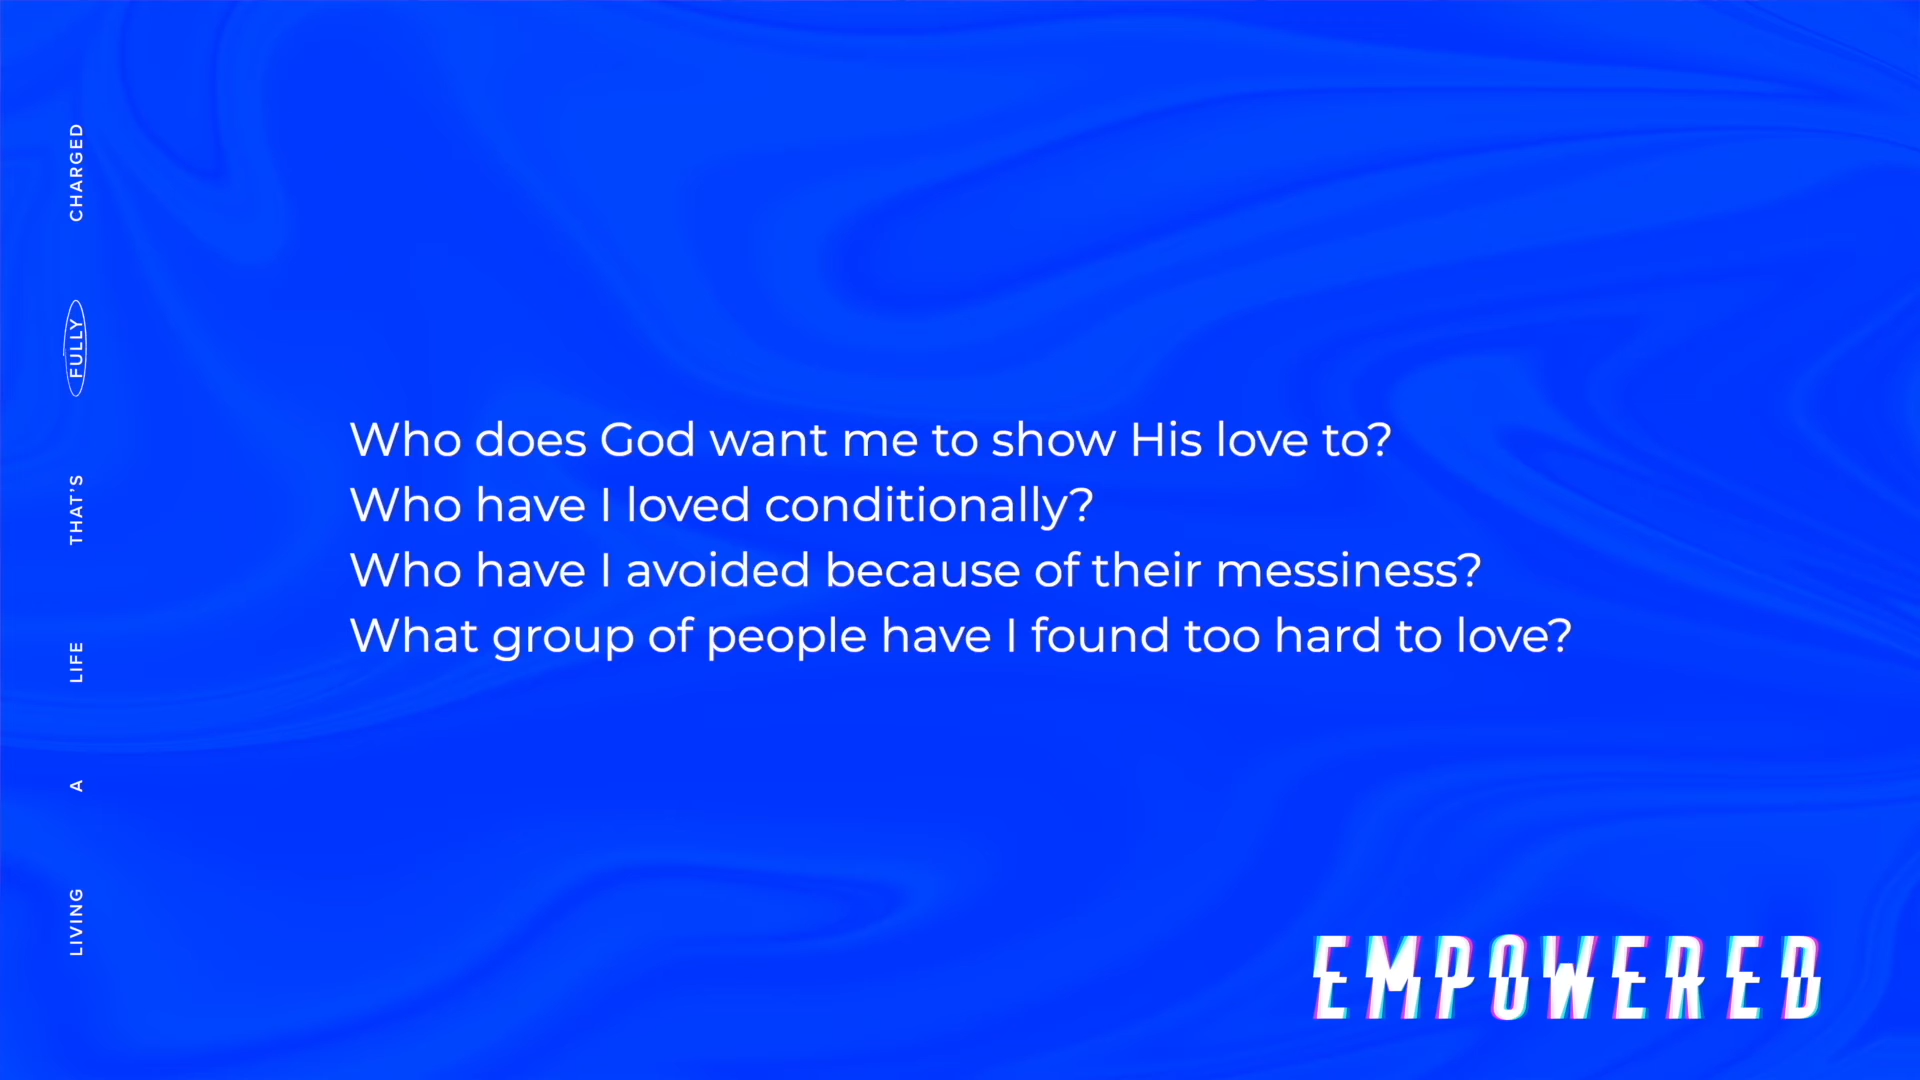 LIVING A LIFE THAT'S FULLY CHARGED
Who does God want me to show His love to?
Who have I loved conditionally?
Who have I avoided because of their messiness?
What group of people have I found too hard to love?
EMPOWERED